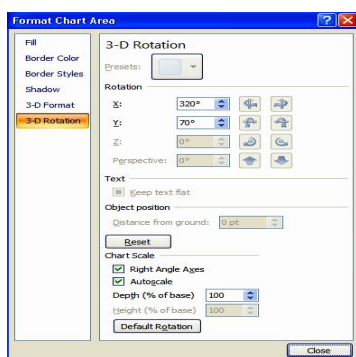 Format Chart Area
Fill
Border Color
Border Styles
Shadow
3-D Format
3-D Rotation
3-D Rotation
Presets:
Rotation
X: 320°
Y: 70°
Z: 0°
Perspective: 0°
Text
Keep text flat
Object position
Distance from ground: 0 pt
Reset
Chart Scale
Right Angle Axes
Autoscale
Depth (% of base) 100
Height (% of base) 100
Default Rotation
Close